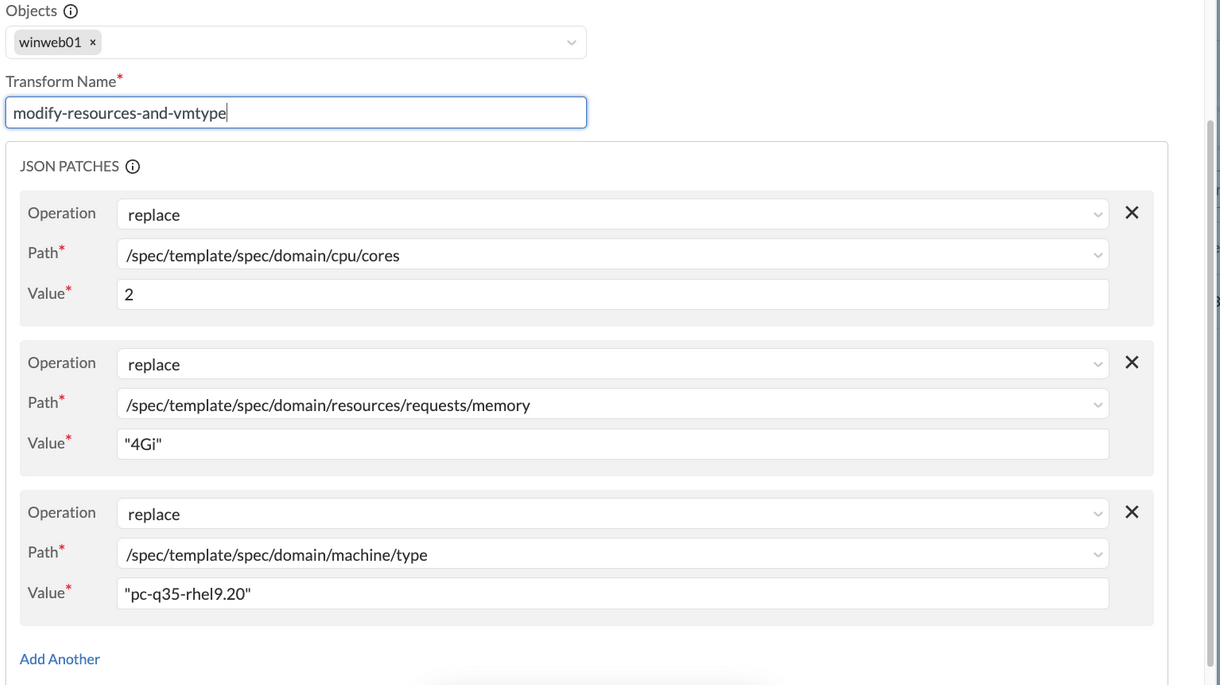 Objects
winweb01 ×
Transform Name*
modify-resources-and-vmtype
JSON PATCHES
Operation replace
Path* /spec/template/spec/domain/cpu/cores
Value* 2
Operation replace
Path* /spec/template/spec/domain/resources/requests/memory
Value* "4Gi"
Operation replace
Path* /spec/template/spec/domain/machine/type
Value* "pc-q35-rhel9.20"
Add Another